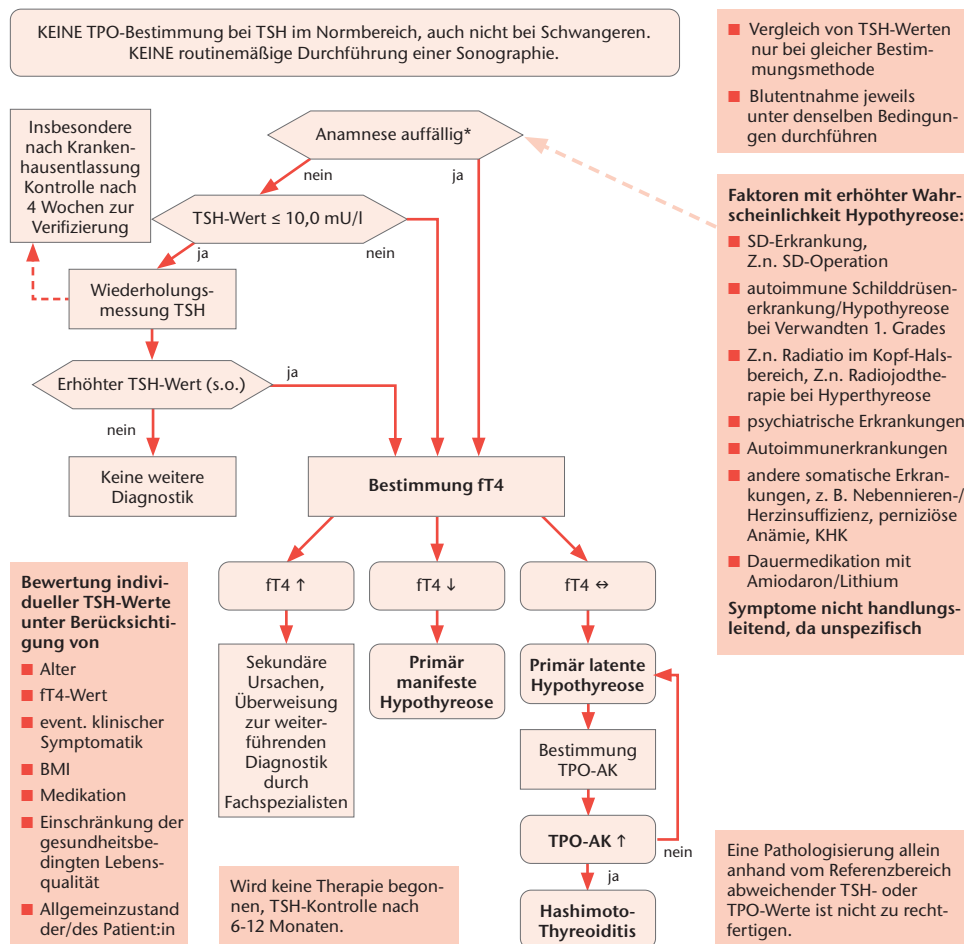 KEINE TPO-Bestimmung bei TSH im Normbereich, auch nicht bei Schwangeren.
KEINE routinemäßige Durchführung einer Sonographie.
■ Vergleich von TSH-Werten
nur bei gleicher Bestim-
mungsmethode
■ Blutentnahme jeweils
unter denselben Bedingun-
gen durchführen
Insbesondere
nach Kranken-
hausentlassung
Kontrolle nach
4 Wochen zur
Verifizierung
Anamnese auffällig*
nein
ja
TSH-Wert ≤ 10,0 mU/l
ja
nein
Wiederholungs-
messung TSH
Erhöhter TSH-Wert (s.o.)
ja
nein
Keine weitere
Diagnostik
Bestimmung fT4
Faktoren mit erhöhter Wahr-
scheinlichkeit Hypothyreose:
■ SD-Erkrankung,
Z.n. SD-Operation
■ autoimmune Schilddrüsen-
erkrankung/Hypothyreose
bei Verwandten 1. Grades
■ Z.n. Radiatio im Kopf-Hals-
bereich, Z.n. Radiojodthe-
rapie bei Hyperthyreose
■ psychiatrische Erkrankungen
■ Autoimmunerkrankungen
■ andere somatische Erkran-
kungen, z. B. Nebennieren-/
Herzinsuffizienz, perniziöse
Anämie, KHK
■ Dauermedikation mit
Amiodaron/Lithium
Symptome nicht handlungs-
leitend, da unspezifisch
fT4 ↑
fT4 ↓
fT4 ↔
Sekundäre
Ursachen,
Überweisung
zur weiter-
führenden
Diagnostik
durch
Fachspezialisten
Primär
manifeste
Hypothyreose
Primär latente
Hypothyreose
Bestimmung
TPO-AK
TPO-AK ↑
nein
ja
Hashimoto-
Thyreoiditis
Bewertung indivi-
dueller TSH-Werte
unter Berücksichti-
gung von
■ Alter
■ fT4-Wert
■ event. klinischer
Symptomatik
■ BMI
■ Medikation
■ Einschränkung der
gesundheitsbe-
dingten Lebens-
qualität
■ Allgemeinzustand
der/des Patient:in
Wird keine Therapie begon-
nen, TSH-Kontrolle nach
6-12 Monaten.
Eine Pathologisierung allein
anhand vom Referenzbereich
abweichender TSH- oder
TPO-Werte ist nicht zu recht-
fertigen.